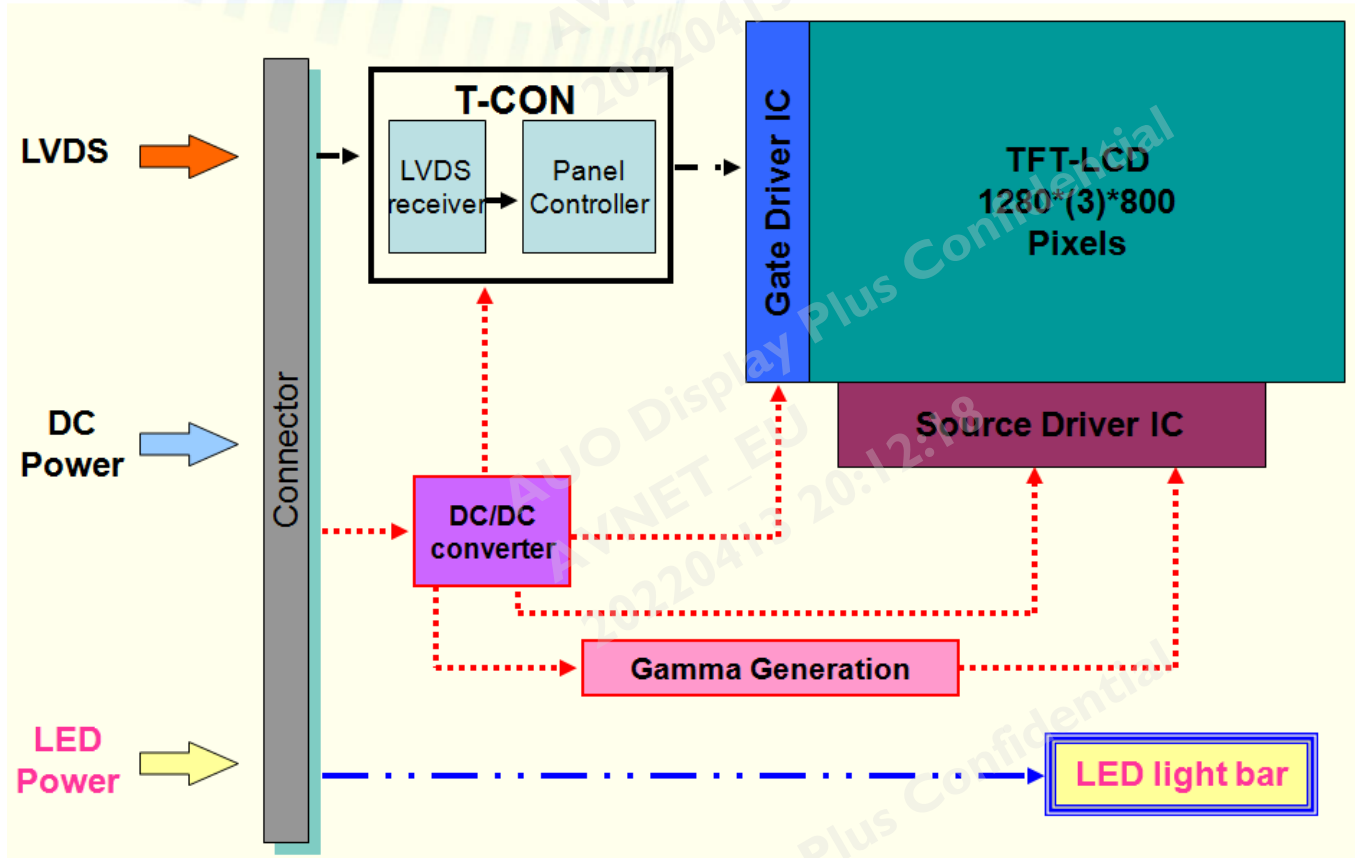 LVDS
DC
Power
LED
Power
Connector
T-CON
LVDS
receiver
Panel
Controller
Gate Driver IC
TFT-LCD
1280*(3)*800
Pixels
Source Driver IC
DC/DC
converter
Gamma Generation
LED light bar
AUO Display Plus Confidential
AVNET_EU
20220413 20:12:18
Plus Confidential